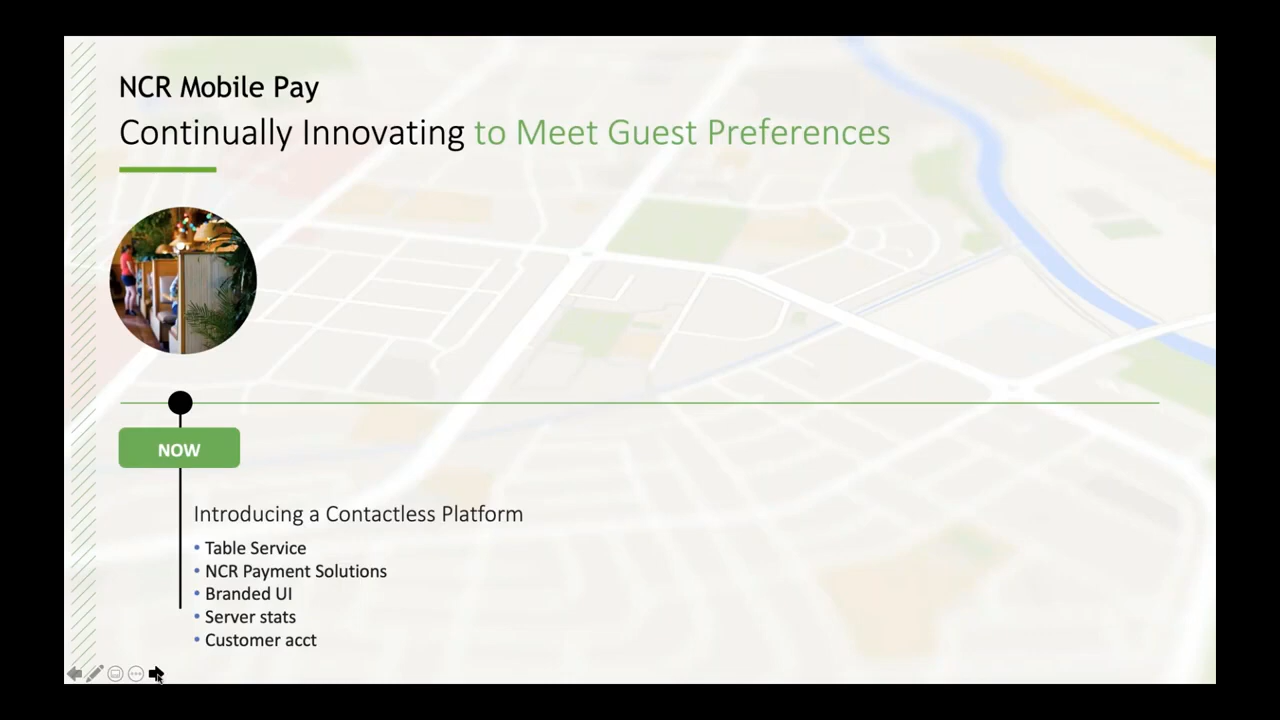 NCR Mobile Pay
Continually Innovating to Meet Guest Preferences
NOW
Introducing a Contactless Platform
• Table Service
• NCR Payment Solutions
• Branded UI
• Server stats
• Customer acct